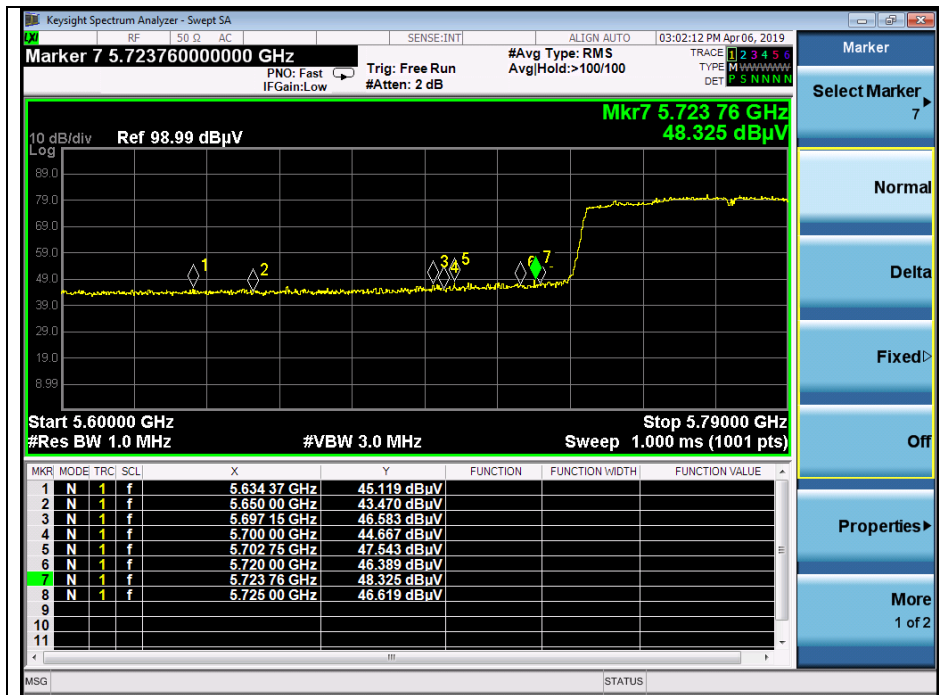 Keysight Spectrum Analyzer - Swept SA
LXI RF 50 Ω AC SENSE:INT ALIGN AUTO 03:02:12 PM Apr 06, 2019
Marker 7 5.723760000000 GHz
PNO: Fast
IFGain:Low
Trig: Free Run
#Atten: 2 dB
#Avg Type: RMS
Avg|Hold:>100/100
TRACE 1 2 3 4 5 6
TYPE M WWWWW
DET P S N N N N
Mkr7 5.723 76 GHz
48.325 dBµV
10 dB/div Ref 98.99 dBµV
Log
89.0
79.0
69.0
59.0
49.0
39.0
29.0
19.0
8.99
1 2 3 4 5 6 7
Start 5.60000 GHz Stop 5.79000 GHz
#Res BW 1.0 MHz #VBW 3.0 MHz Sweep 1.000 ms (1001 pts)
MKR MODE TRC SCL X Y FUNCTION FUNCTION WIDTH FUNCTION VALUE
1 N 1 f 5.634 37 GHz 45.119 dBµV
2 N 1 f 5.650 00 GHz 43.470 dBµV
3 N 1 f 5.697 15 GHz 46.583 dBµV
4 N 1 f 5.700 00 GHz 44.667 dBµV
5 N 1 f 5.702 75 GHz 47.543 dBµV
6 N 1 f 5.720 00 GHz 46.389 dBµV
7 N 1 f 5.723 76 GHz 48.325 dBµV
8 N 1 f 5.725 00 GHz 46.619 dBµV
9
10
11
MSG STATUS
Marker
Select Marker
7
Normal
Delta
Fixed
Off
Properties
More
1 of 2